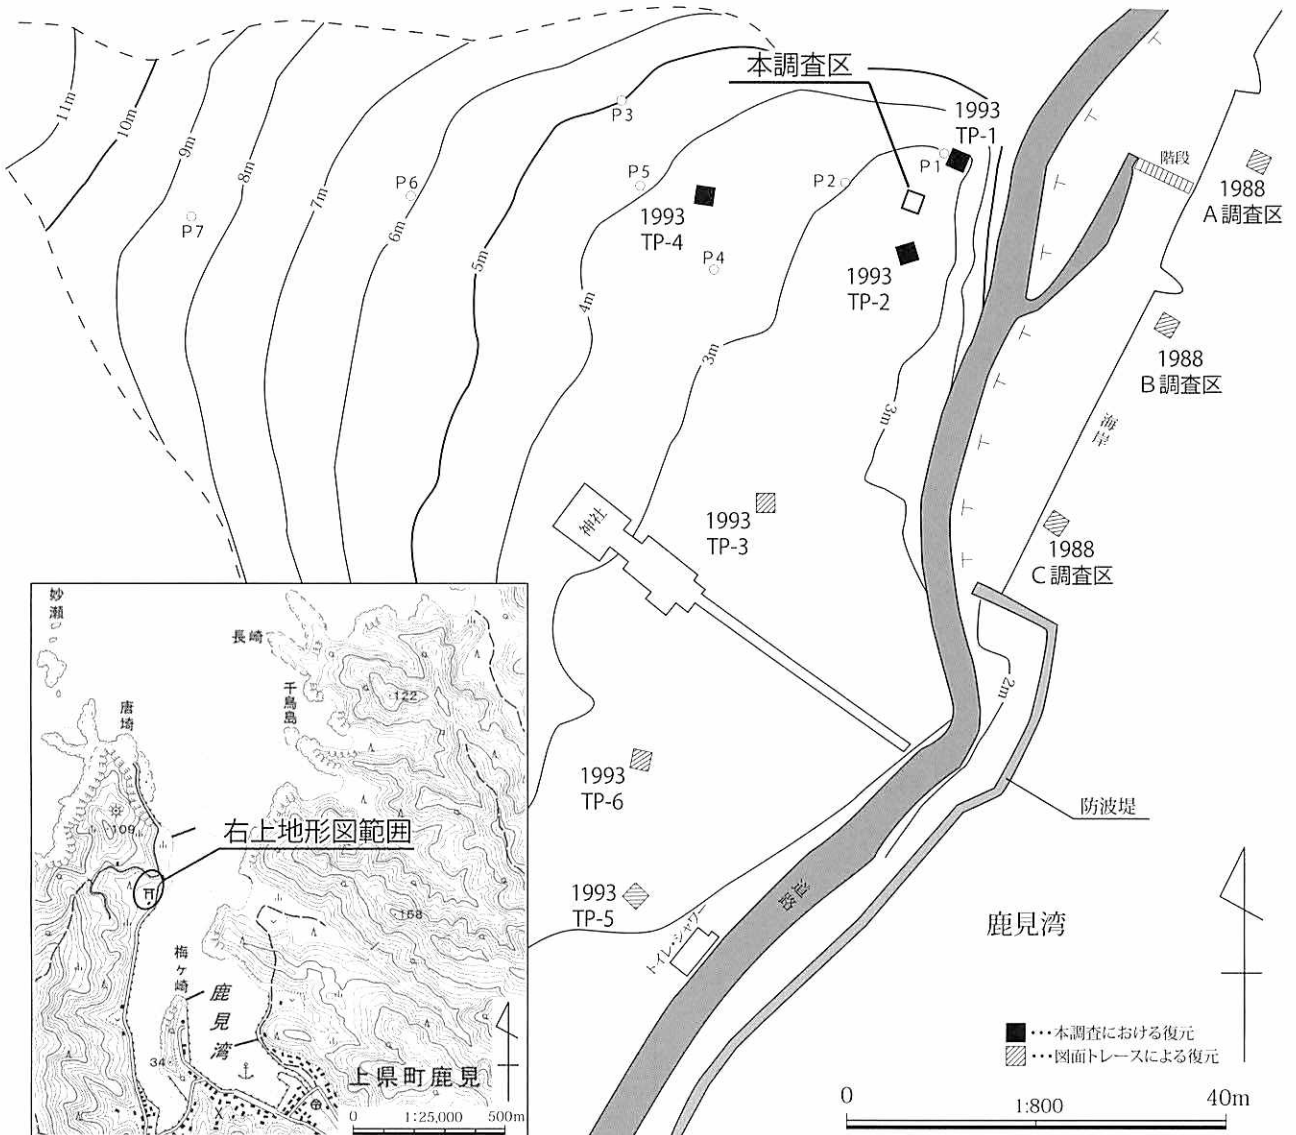 本調査区
1993
TP-1
階段
1988
A調査区
11m
10m
9m
8m
7m
6m
5m
4m
3m
3m
2m
P3
P5
P6
P7
P2
P1
P4
1993
TP-4
1993
TP-2
1988
B調査区
海岸
1993
TP-3
1988
C調査区
神社
1993
TP-6
1993
TP-5
トイレ・シャワー
道路
防波堤
鹿見湾
■・・・本調査における復元
・・・図面トレースによる復元
0
1:800
40m
妙瀬
長崎
千鳥島
122
唐埼
109
右上地形図範囲
168
梅ヶ崎
鹿見湾
34
上県町鹿見
0
1:25,000
500m